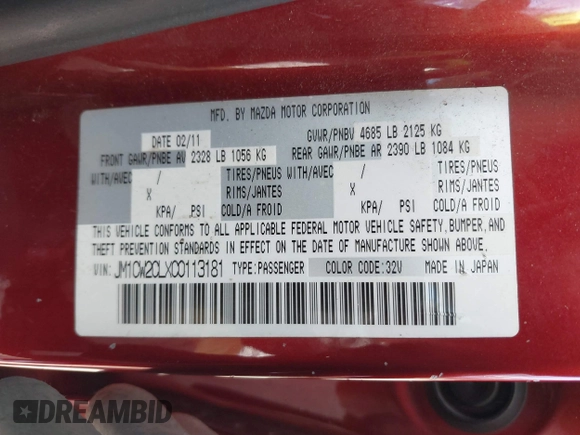 MFD. BY MAZDA MOTOR CORPORATION
DATE 02/11 GVWR/PNBV 4685 LB 2125 KG
FRONT GAWR/PNBE AV 2328 LB 1056 KG REAR GAWR/PNBE AR 2390 LB 1084 KG
WITH/AVEC / TIRES/PNEUS WITH/AVEC / TIRES/PNEUS
X RIMS/JANTES X RIMS/JANTES
KPA/ PSI COLD/A FROID KPA/ PSI COLD/A FROID
THIS VEHICLE CONFORMS TO ALL APPLICABLE FEDERAL MOTOR VEHICLE SAFETY, BUMPER, AND
THEFT PREVENTION STANDARDS IN EFFECT ON THE DATE OF MANUFACTURE SHOWN ABOVE.
VIN: JM1CW2CLXC0113181 TYPE:PASSENGER COLOR CODE:32V MADE IN JAPAN
DREAMBID